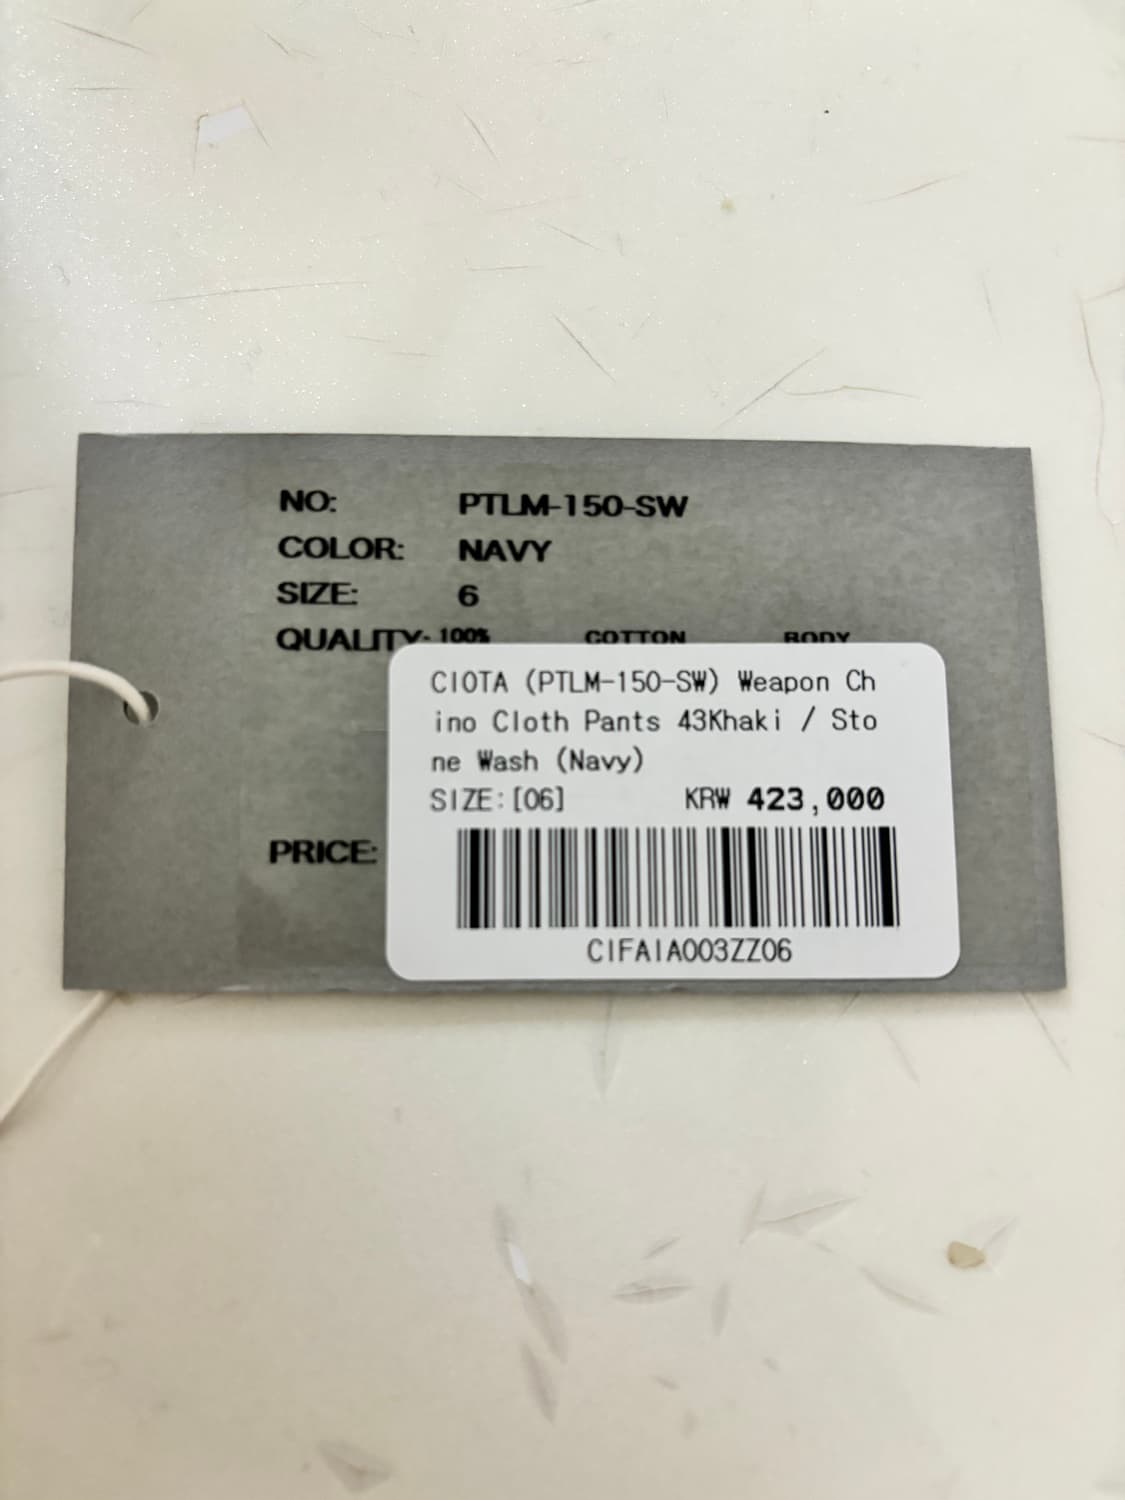 NO: PTLM-150-SW
COLOR: NAVY
SIZE: 6
QUALITY: 100% COTTON BODY
CIOTA (PTLM-150-SW) Weapon Ch
ino Cloth Pants 43Khaki / Sto
ne Wash (Navy)
SIZE:[06] KRW 423,000
PRICE:
CIFAIA003ZZ06